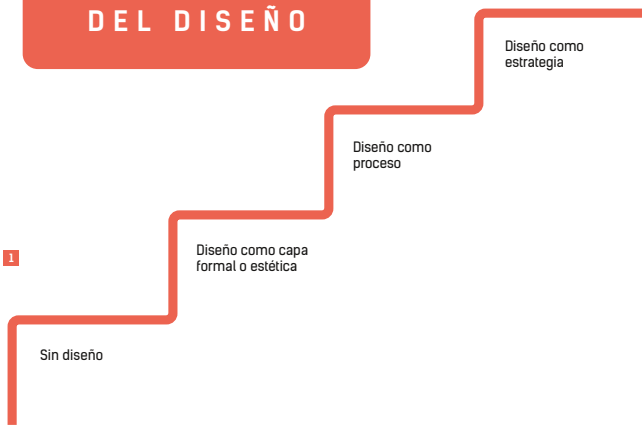 DEL DISEÑO
Diseño como
estrategia
Diseño como
proceso
1
Diseño como capa
formal o estética
Sin diseño